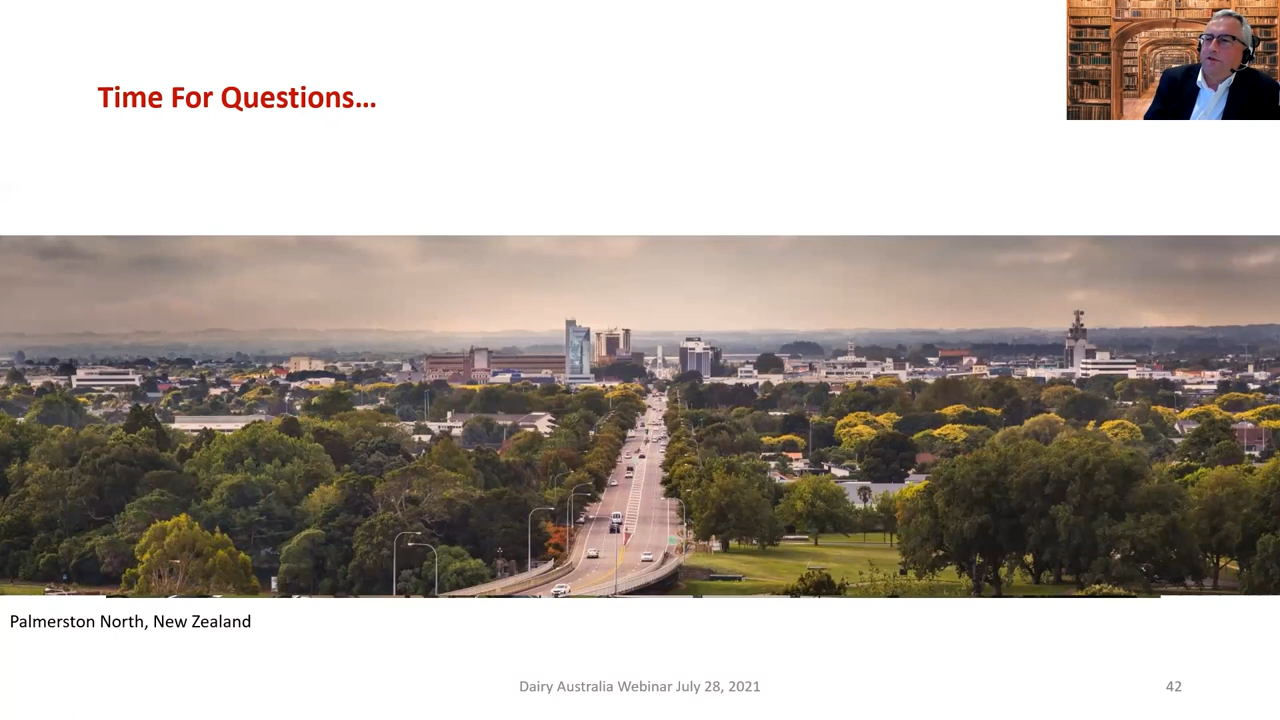 Time For Questions...
Palmerston North, New Zealand
Dairy Australia Webinar July 28, 2021
42